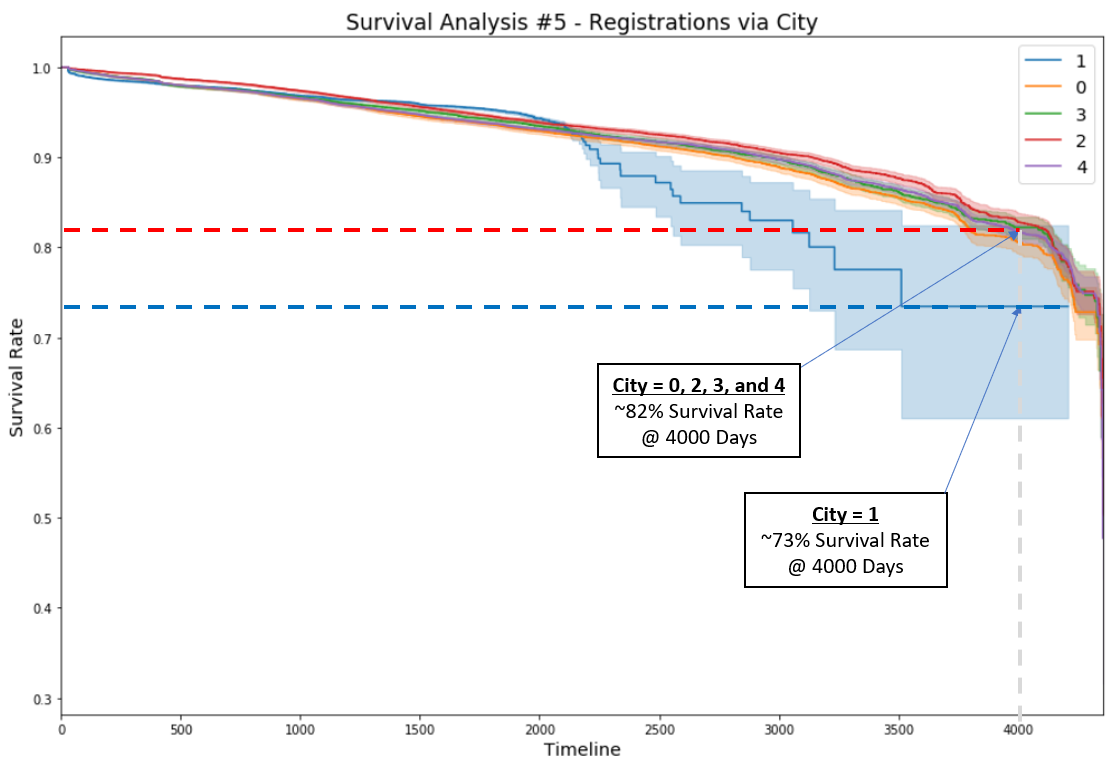 Survival Analysis #5 - Registrations via City
Survival Rate
1.0
0.9
0.8
0.7
0.6
0.5
0.4
0.3
1
0
3
2
4
City = 0, 2, 3, and 4
~82% Survival Rate
@ 4000 Days
City = 1
~73% Survival Rate
@ 4000 Days
0 500 1000 1500 2000 2500 3000 3500 4000
Timeline